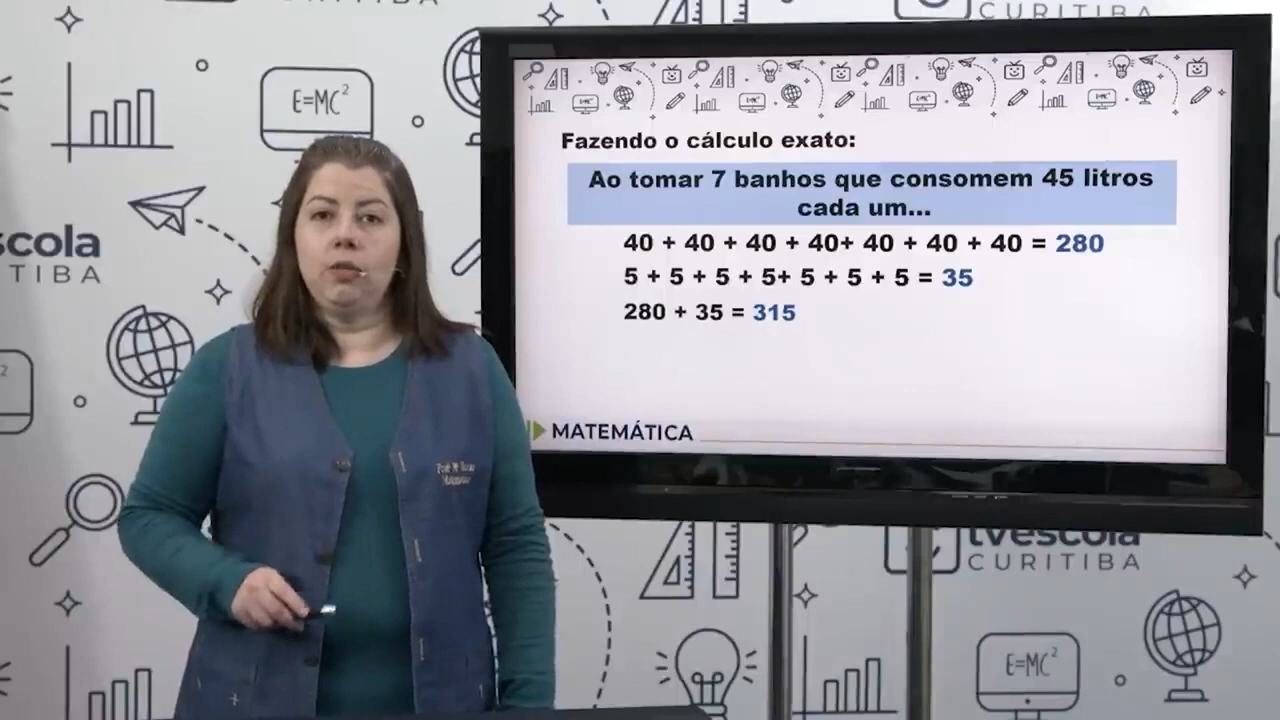 CURITIBA
CURITIBA
E=MC²
scola
TIBA
2
Fazendo o cálculo exato:
Ao tomar 7 banhos que consomem 45 litros
cada um...
40 + 40 + 40 + 40+ 40 + 40 + 40 = 280
5 + 5 + 5 + 5+ 5 + 5 + 5 = 35
280 + 35 = 315
MATEMÁTICA
tvescola
CURITIBA
E=MC²